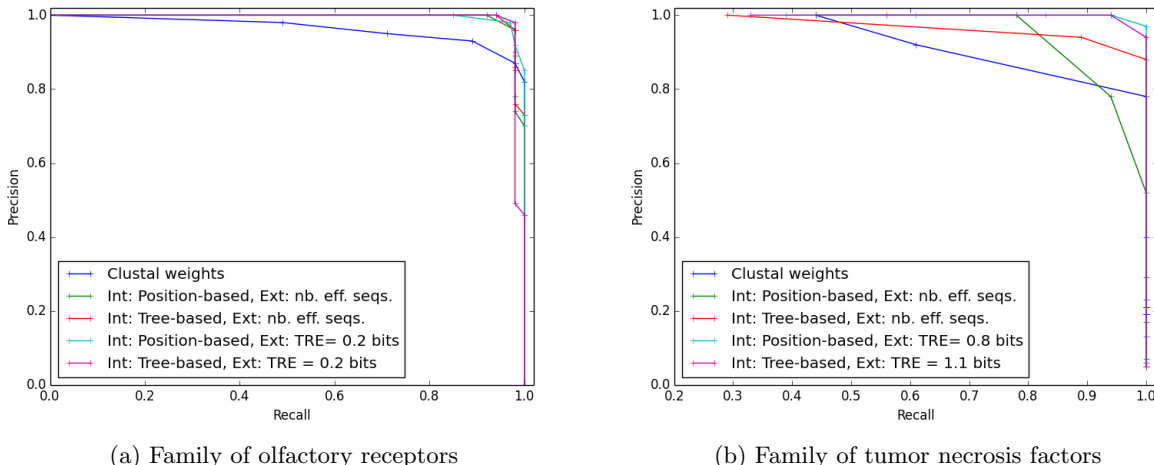 1.0
0.8
0.6
0.4
0.2
0.0
Precision
Clustal weights
Int: Position-based, Ext: nb. eff. seqs.
Int: Tree-based, Ext: nb. eff. seqs.
Int: Position-based, Ext: TRE= 0.2 bits
Int: Tree-based, Ext: TRE = 0.2 bits
0.0 0.2 0.4 0.6 0.8 1.0
Recall
(a) Family of olfactory receptors
1.0
0.8
0.6
0.4
0.2
0.0
Precision
Clustal weights
Int: Position-based, Ext: nb. eff. seqs.
Int: Tree-based, Ext: nb. eff. seqs.
Int: Position-based, Ext: TRE= 0.8 bits
Int: Tree-based, Ext: TRE = 1.1 bits
0.2 0.3 0.4 0.5 0.6 0.7 0.8 0.9 1.0
Recall
(b) Family of tumor necrosis factors